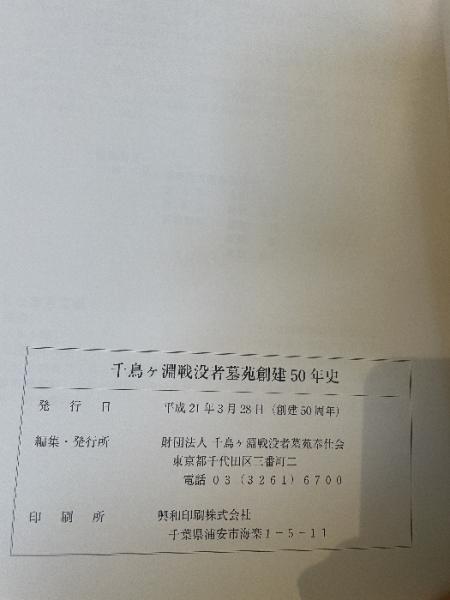 千鳥ヶ淵戦没者墓苑創建50年史
発行日 平成21年3月28日(創建50周年)
編集・発行所 財団法人 千鳥ヶ淵戦没者墓苑奉仕会
東京都千代田区三番町二
電話 03(3261)6700
印刷所 興和印刷株式会社
千葉県浦安市海楽1-5-11